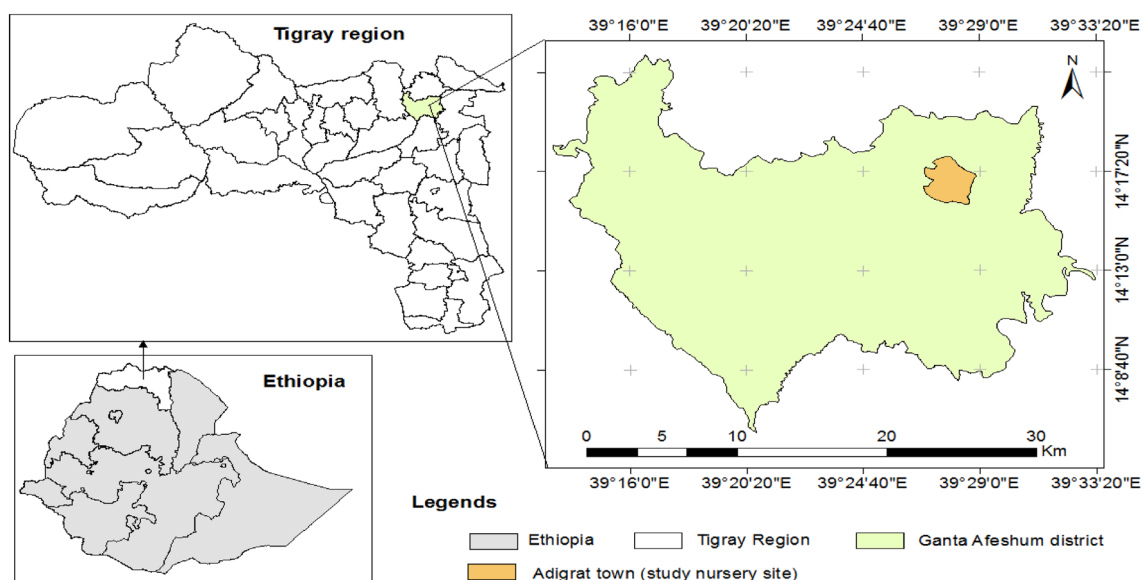 Tigray region
Ethiopia
39°16'0"E 39°20'20"E 39°24'40"E 39°29'0"E 39°33'20"E
N
14°17'20"N
14°13'0"N
14°8'40"N
0 5 10 20 30
Km
39°16'0"E 39°20'20"E 39°24'40"E 39°29'0"E 39°33'20"E
Legends
Ethiopia Tigray Region Ganta Afeshum district
Adigrat town (study nursery site)